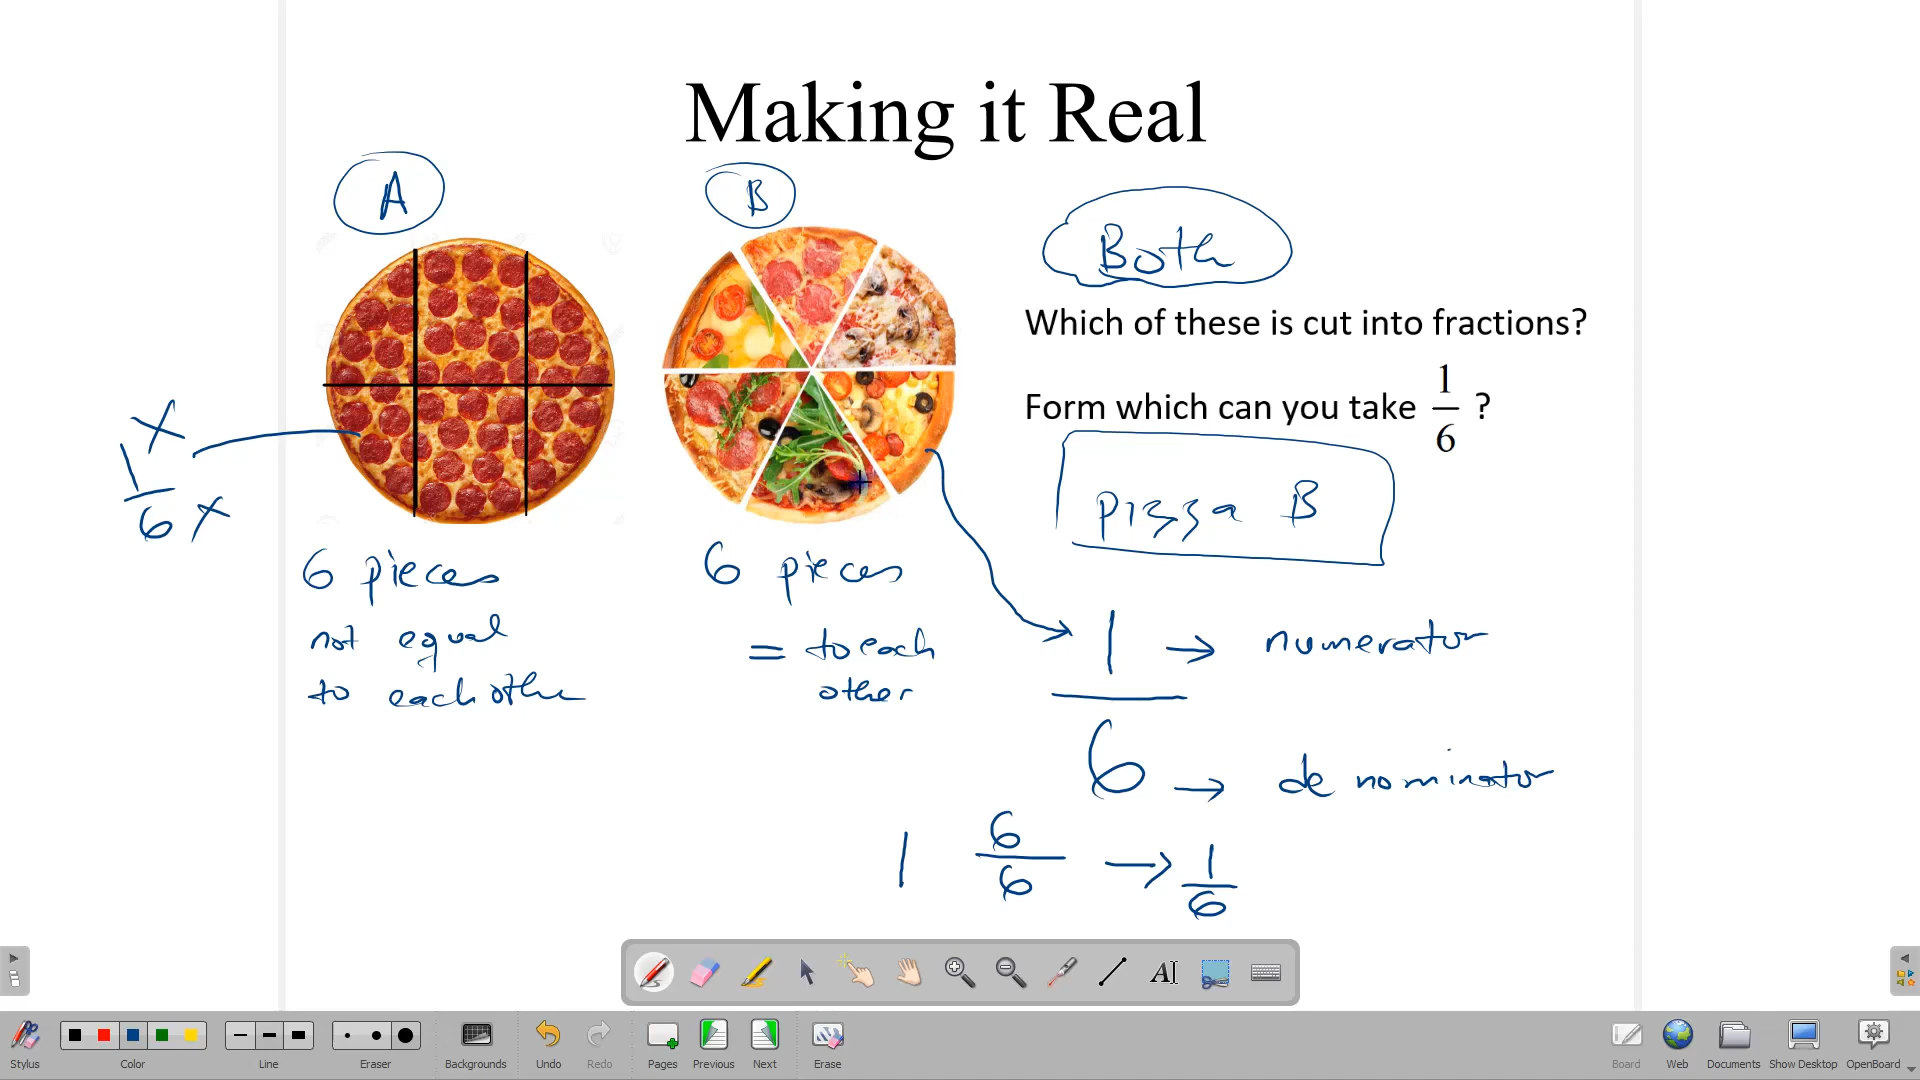 Making it Real
A
B
Both
Which of these is cut into fractions?
Form which can you take 1/6 ?
X
1/6 X
pizza B
6 pieces
not equal
to each othe
6 pieces
= to each
other
1 → numerator
6 → denominator
1 6/6 → 1/6
AI
Stylus Color Line Eraser Backgrounds Undo Redo Pages Previous Next Erase Board Web Documents Show Desktop OpenBoard